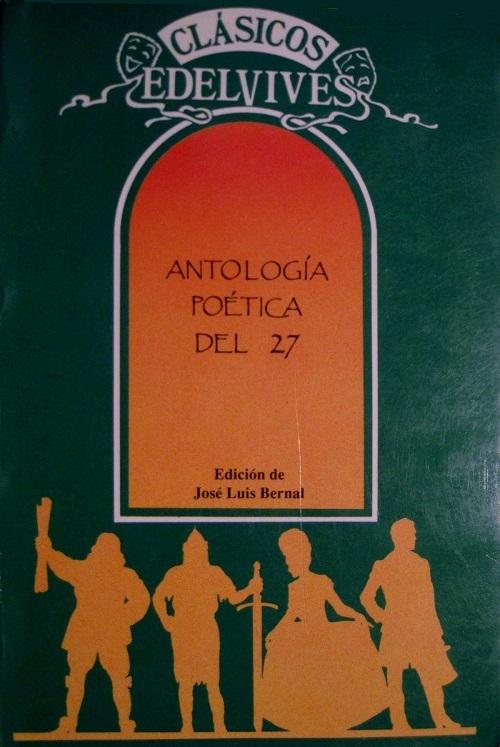 CLÁSICOS
EDELVIVES
ANTOLOGÍA
POÉTICA
DEL 27
Edición de
José Luis Bernal